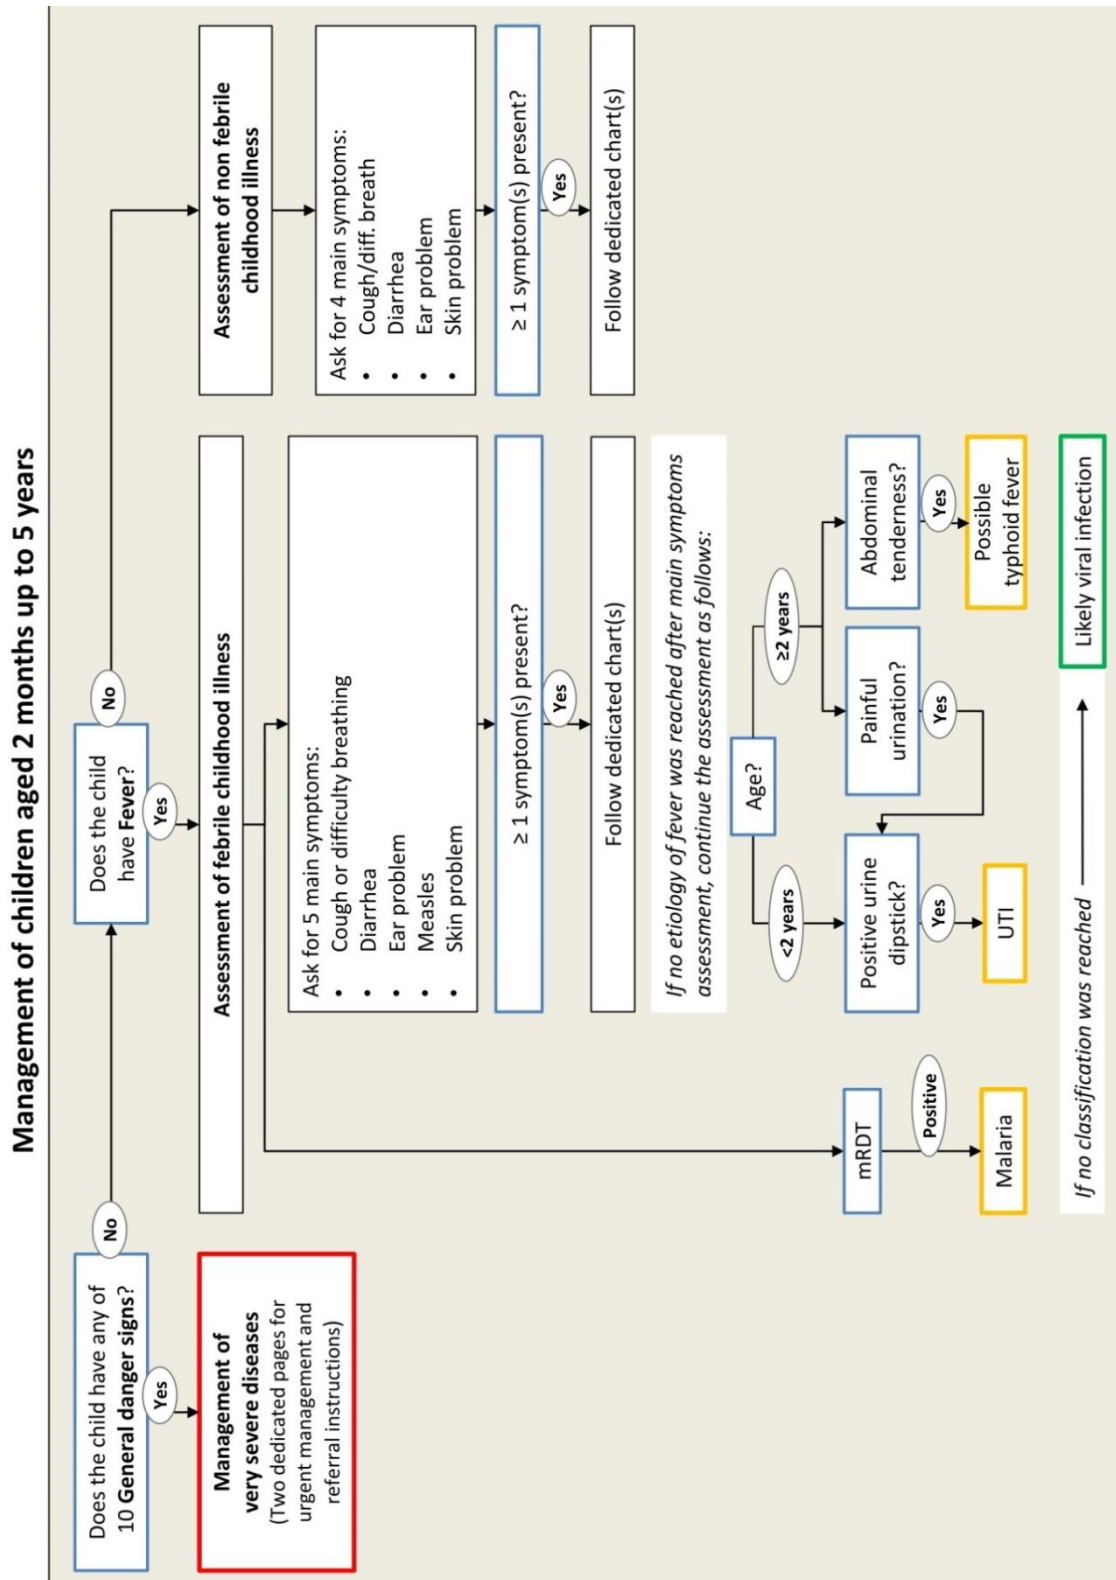 Management of children aged 2 months up to 5 years
Does the child have any of
10 General danger signs?
No
Yes
Management of
very severe diseases
(Two dedicated pages for
urgent management and
referral instructions)
Does the child
have Fever?
No
Yes
Assessment of febrile childhood illness
Ask for 5 main symptoms:
• Cough or difficulty breathing
• Diarrhea
• Ear problem
• Measles
• Skin problem
≥ 1 symptom(s) present?
Yes
Follow dedicated chart(s)
If no etiology of fever was reached after main symptoms
assessment, continue the assessment as follows:
Age?
<2 years
≥2 years
Positive urine
dipstick?
Yes
UTI
Painful
urination?
Yes
Abdominal
tenderness?
Yes
Possible
typhoid fever
mRDT
Positive
Malaria
If no classification was reached
Likely viral infection
Assessment of non febrile
childhood illness
Ask for 4 main symptoms:
• Cough/diff. breath
• Diarrhea
• Ear problem
• Skin problem
≥ 1 symptom(s) present?
Yes
Follow dedicated chart(s)